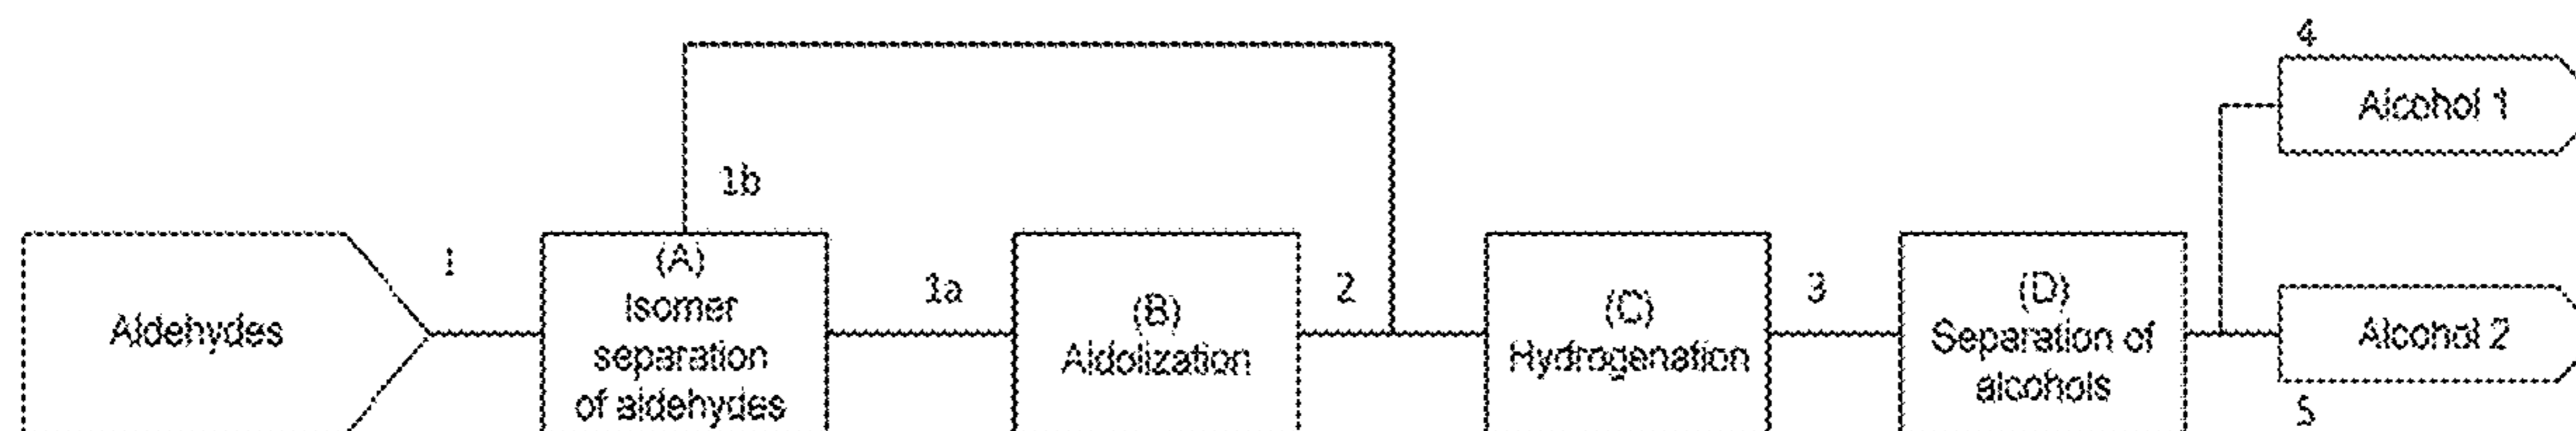 4
Alcohol 1
1b
Aldehydes
1
(A)
Isomer
separation
of aldehydes
1a
(B)
Aldolization
2
(C)
Hydrogenation
3
(D)
Separation of
alcohols
Alcohol 2
5